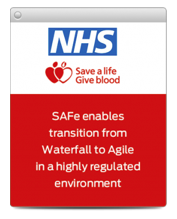 NHS
Save a life
Give blood
SAFe enables
transition from
Waterfall to Agile
in a highly regulated
environment